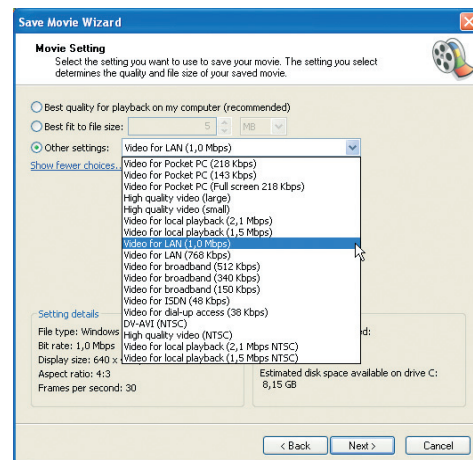 Save Movie Wizard
Movie Setting
Select the setting you want to use to save your movie. The setting you select
determines the quality and file size of your saved movie.
Best quality for playback on my computer (recommended)
Best fit to file size: 5 MB
Other settings: Video for LAN (1,0 Mbps)
Show fewer choices...
Video for Pocket PC (218 Kbps)
Video for Pocket PC (143 Kbps)
Video for Pocket PC (Full screen 218 Kbps)
High quality video (large)
High quality video (small)
Video for local playback (2,1 Mbps)
Video for local playback (1,5 Mbps)
Video for LAN (1,0 Mbps)
Video for LAN (768 Kbps)
Video for broadband (512 Kbps)
Video for broadband (340 Kbps)
Video for broadband (150 Kbps)
Video for ISDN (48 Kbps)
Video for dial-up access (38 Kbps)
DV-AVI (NTSC)
High quality video (NTSC)
Video for local playback (2,1 Mbps NTSC)
Video for local playback (1,5 Mbps NTSC)
Setting details
File type: Windows
Bit rate: 1,0 Mbps
Display size: 640 x
Aspect ratio: 4:3
Frames per second: 30
d:
Estimated disk space available on drive C:
8,15 GB
< Back
Next >
Cancel